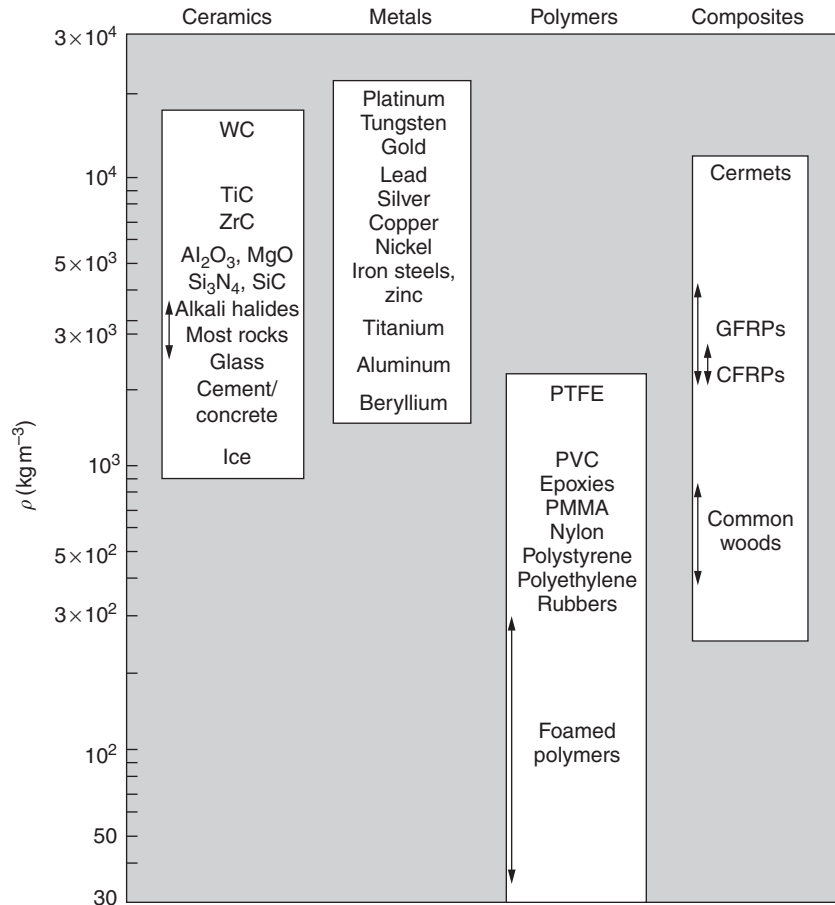 Ceramics
Metals
Polymers
Composites
3×10⁴
10⁴
5×10³
3×10³
10³
5×10²
3×10²
10²
50
30
ρ (kg m⁻³)
WC
TiC
ZrC
Al₂O₃, MgO
Si₃N₄, SiC
Alkali halides
Most rocks
Glass
Cement/
concrete
Ice
Platinum
Tungsten
Gold
Lead
Silver
Copper
Nickel
Iron steels,
zinc
Titanium
Aluminum
Beryllium
PTFE
PVC
Epoxies
PMMA
Nylon
Polystyrene
Polyethylene
Rubbers
Foamed
polymers
Cermets
GFRPs
CFRPs
Common
woods